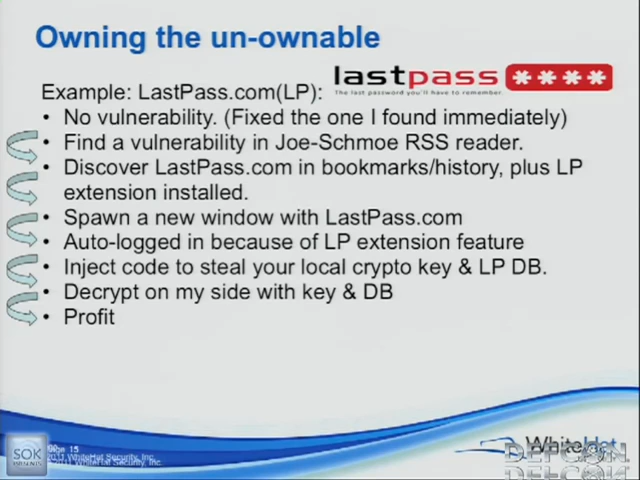 Owning the un-ownable
lastpass ****
The last password you'll have to remember.
Example: LastPass.com(LP):
• No vulnerability. (Fixed the one I found immediately)
• Find a vulnerability in Joe-Schmoe RSS reader.
• Discover LastPass.com in bookmarks/history, plus LP
extension installed.
• Spawn a new window with LastPass.com
• Auto-logged in because of LP extension feature
• Inject code to steal your local crypto key & LP DB.
• Decrypt on my side with key & DB
• Profit
15
WhiteHat Security, Inc.
SOK
WhiteHat
DEFCON